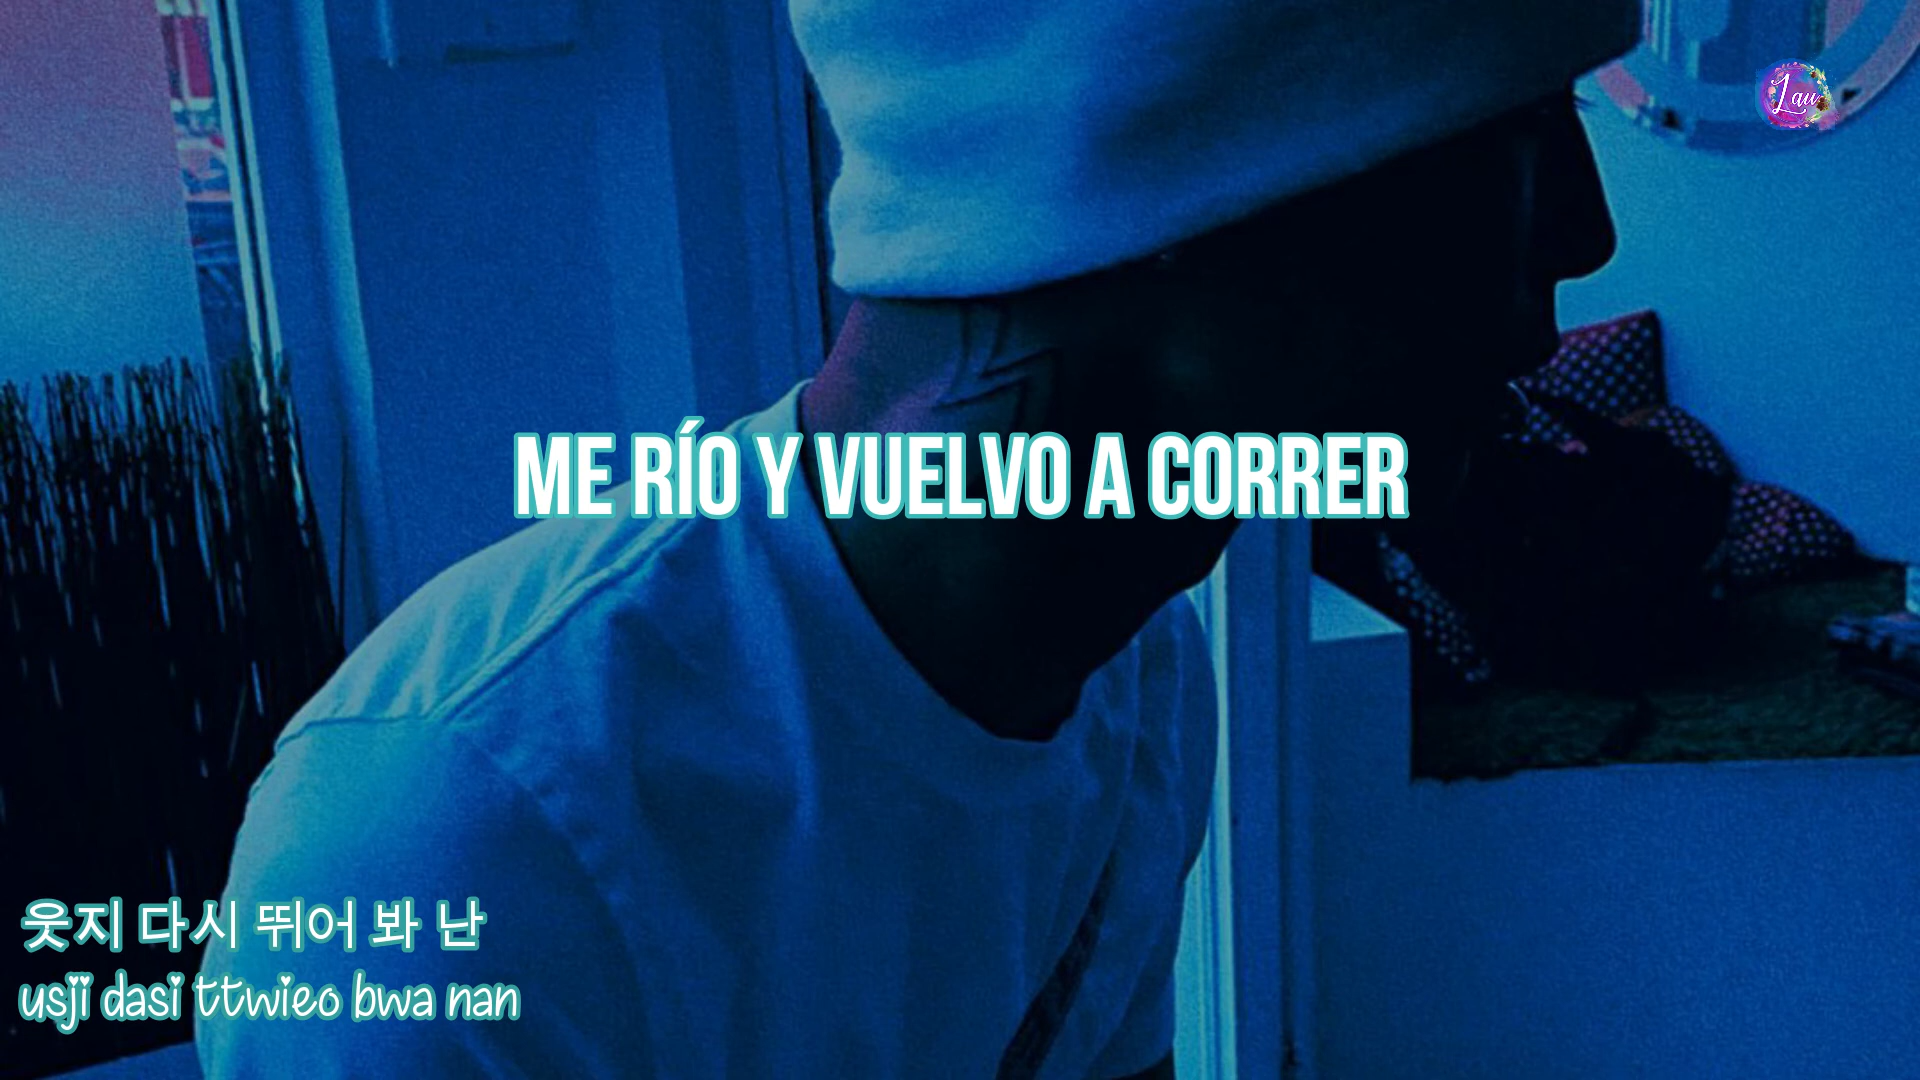 Lau
ME RÍO Y VUELVO A CORRER
웃지 다시 뛰어 봐 난
usji dasi ttwieo bwa nan